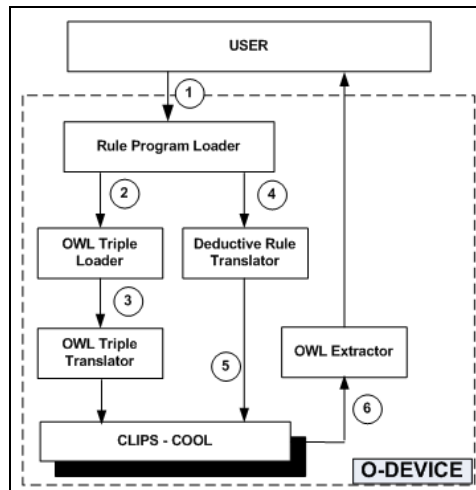 USER
1
Rule Program Loader
2
4
OWL Triple
Loader
Deductive Rule
Translator
3
OWL Triple
Translator
5
OWL Extractor
6
CLIPS - COOL
O-DEVICE